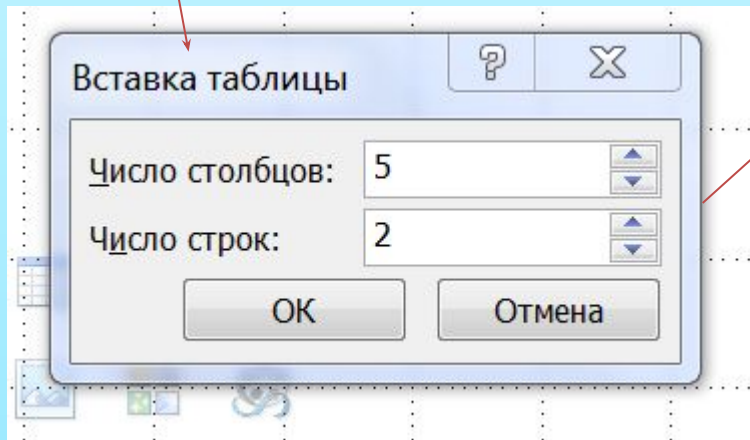 Вставка таблицы
Число столбцов: 5
Число строк: 2
ОК Отмена